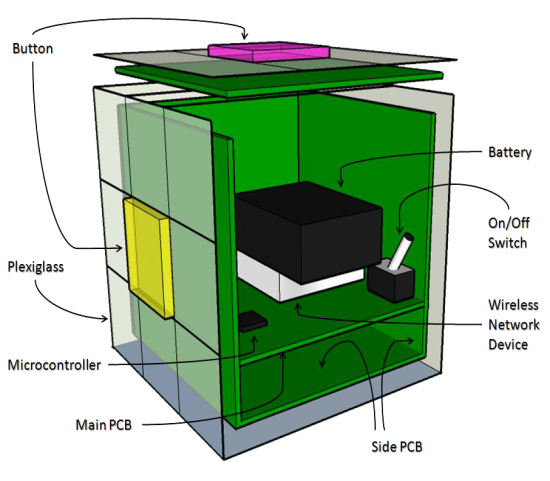 Button
Battery
On/Off
Switch
Plexiglass
Wireless
Network
Device
Microcontroller
Main PCB
Side PCB